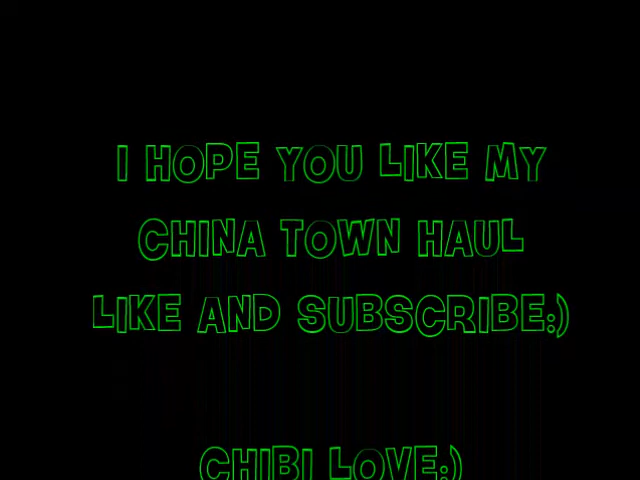 I HOPE YOU LIKE MY
CHINA TOWN HAUL
LIKE AND SUBSCRIBE:)
CHIBI LOVE:)